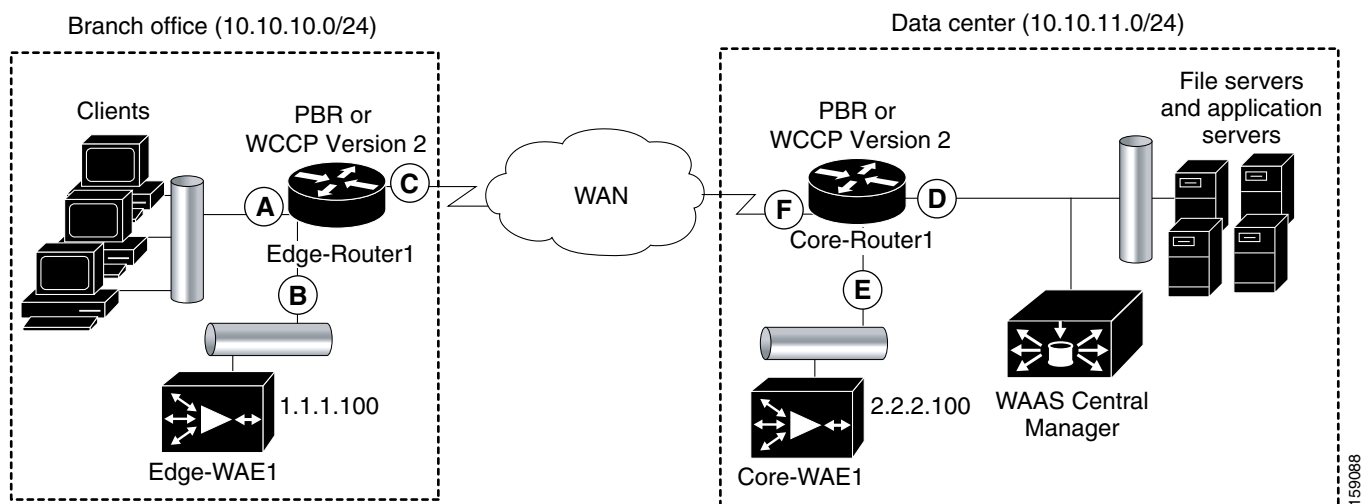 Branch office (10.10.10.0/24)
Data center (10.10.11.0/24)
Clients
PBR or
WCCP Version 2
A
C
Edge-Router1
B
1.1.1.100
Edge-WAE1
WAN
PBR or
WCCP Version 2
F
D
Core-Router1
E
2.2.2.100
Core-WAE1
File servers
and application
servers
WAAS Central
Manager
159088